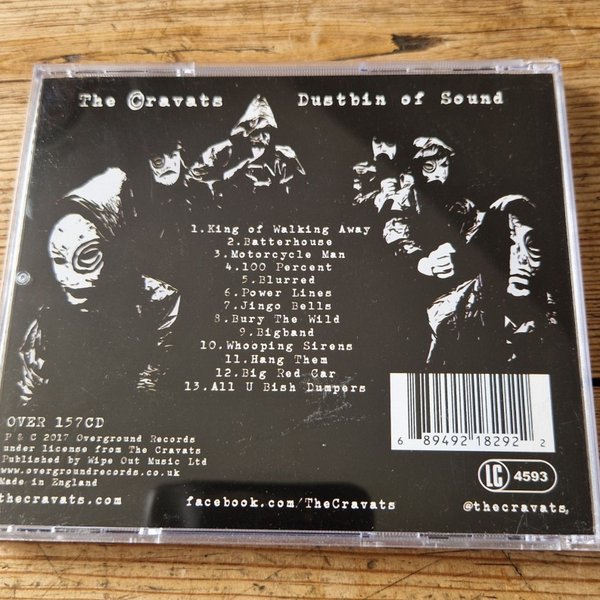 The Cravats Dustbin of Sound
1.King of Walking Away
2.Batterhouse
3.Motorcycle Man
4.100 Percent
5.Blurred
6.Power Lines
7.Jingo Bells
8.Bury The Wild
9.Bigband
10.Whooping Sirens
11.Hang Them
12.Big Red Car
13.All U Bish Dumpers
OVER 157CD
P & C 2017 Overground Records
under license from The Cravats
Published by Wipe Out Music Ltd
www.overgroundrecords.co.uk
Made in England
thecravats.com facebook.com/TheCravats @thecravats
6 89492 18292 2
LC 4593